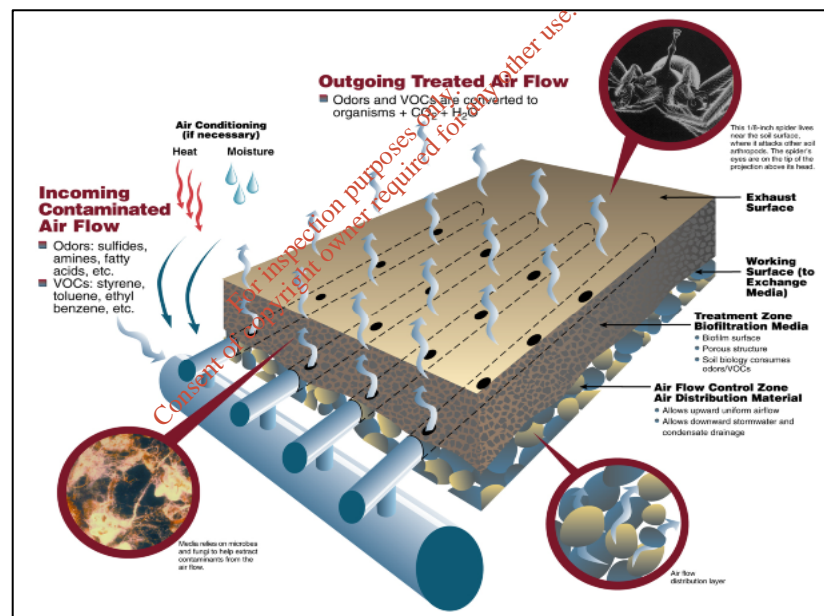 Outgoing Treated Air Flow
Odors and VOCs are converted to
organisms + CO2 + H2O
Air Conditioning
(if necessary)
Heat Moisture
Incoming
Contaminated
Air Flow
Odors: sulfides,
amines, fatty
acids, etc.
VOCs: styrene,
toluene, ethyl
benzene, etc.
This 1/8-inch spider lives
near the soil surface,
where it attacks other soil
arthropods. The spider's
eyes are on the tip of the
projection above its head.
Exhaust
Surface
Working
Surface (to
Exchange
Media)
Treatment Zone
Biofiltration Media
Biofilm surface
Porous structure
Soil biology consumes
odors/VOCs
Air Flow Control Zone
Air Distribution Material
Allows upward uniform airflow
Allows downward stormwater and
condensate drainage
Media relies on microbes
and fungi to help extract
contaminants from the
air flow.
Air flow
distribution layer
For inspection purposes only.
Consent of copyright owner required for any other use.